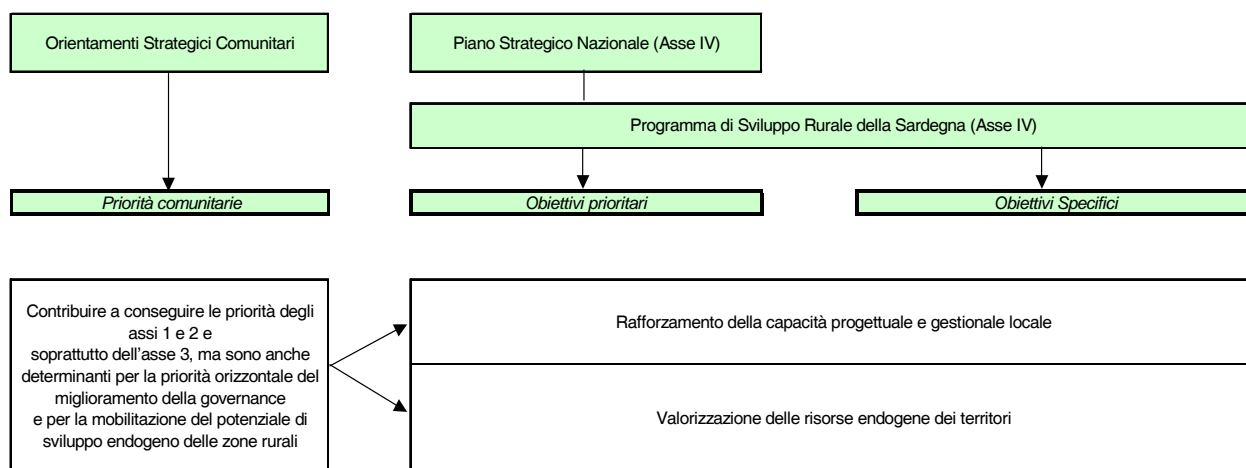 Orientamenti Strategici Comunitari
Piano Strategico Nazionale (Asse IV)
Programma di Sviluppo Rurale della Sardegna (Asse IV)
Priorità comunitarie
Obiettivi prioritari
Obiettivi Specifici
Contribuire a conseguire le priorità degli
assi 1 e 2 e
soprattutto dell'asse 3, ma sono anche
determinanti per la priorità orizzontale del
miglioramento della governance
e per la mobilitazione del potenziale di
sviluppo endogeno delle zone rurali
Rafforzamento della capacità progettuale e gestionale locale
Valorizzazione delle risorse endogene dei territori